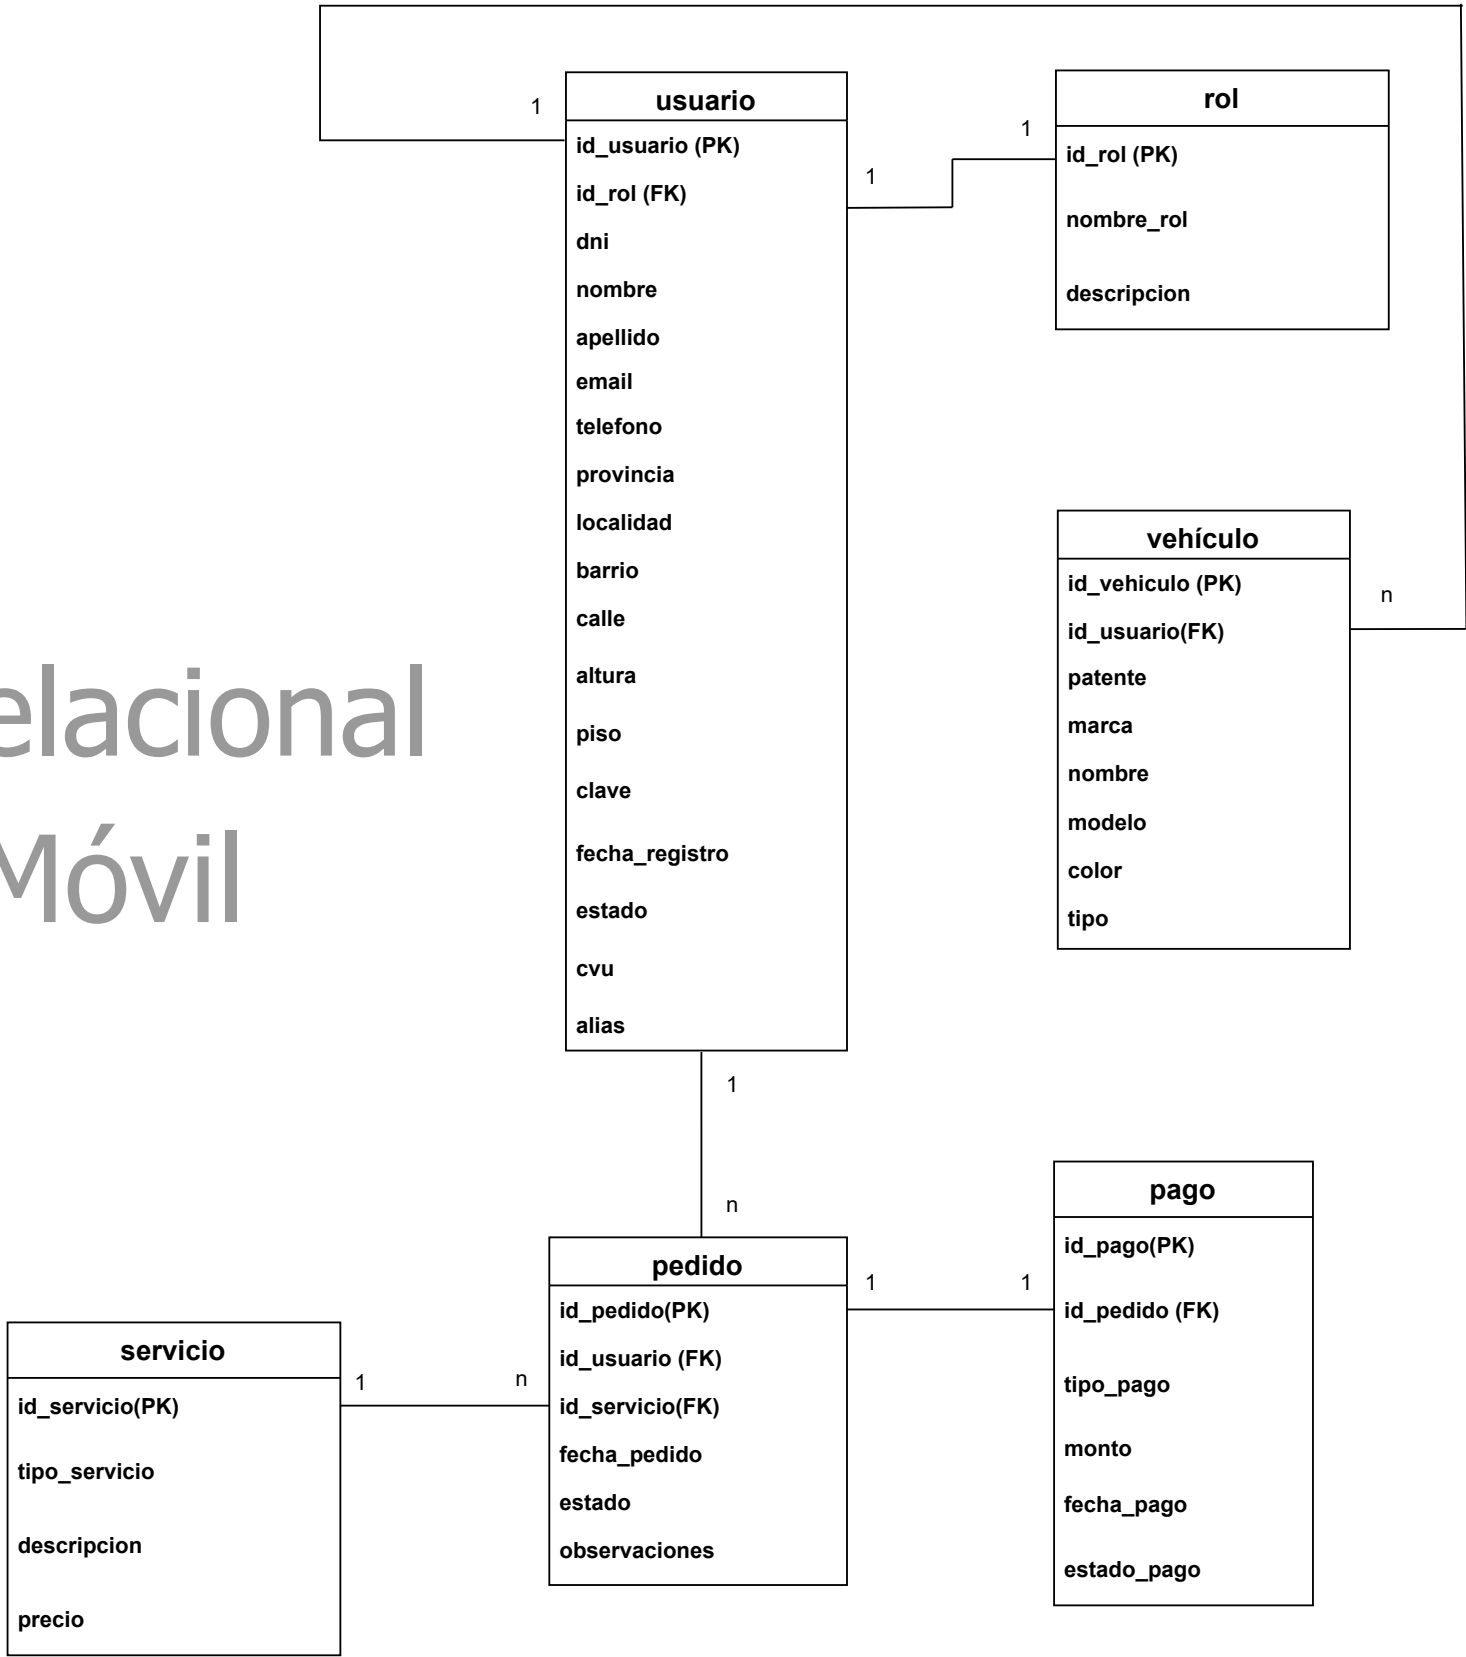 usuario
1
id_usuario (PK)
id_rol (FK)
dni
nombre
apellido
email
telefono
provincia
localidad
barrio
calle
altura
piso
clave
fecha_registro
estado
cvu
alias
1
1
rol
id_rol (PK)
nombre_rol
descripcion
vehículo
id_vehiculo (PK)
id_usuario(FK)
patente
marca
nombre
modelo
color
tipo
n
elacional
Móvil
1
n
pedido
id_pedido(PK)
id_usuario (FK)
id_servicio(FK)
fecha_pedido
estado
observaciones
1
1
pago
id_pago(PK)
id_pedido (FK)
tipo_pago
monto
fecha_pago
estado_pago
servicio
id_servicio(PK)
tipo_servicio
descripcion
precio
1
n